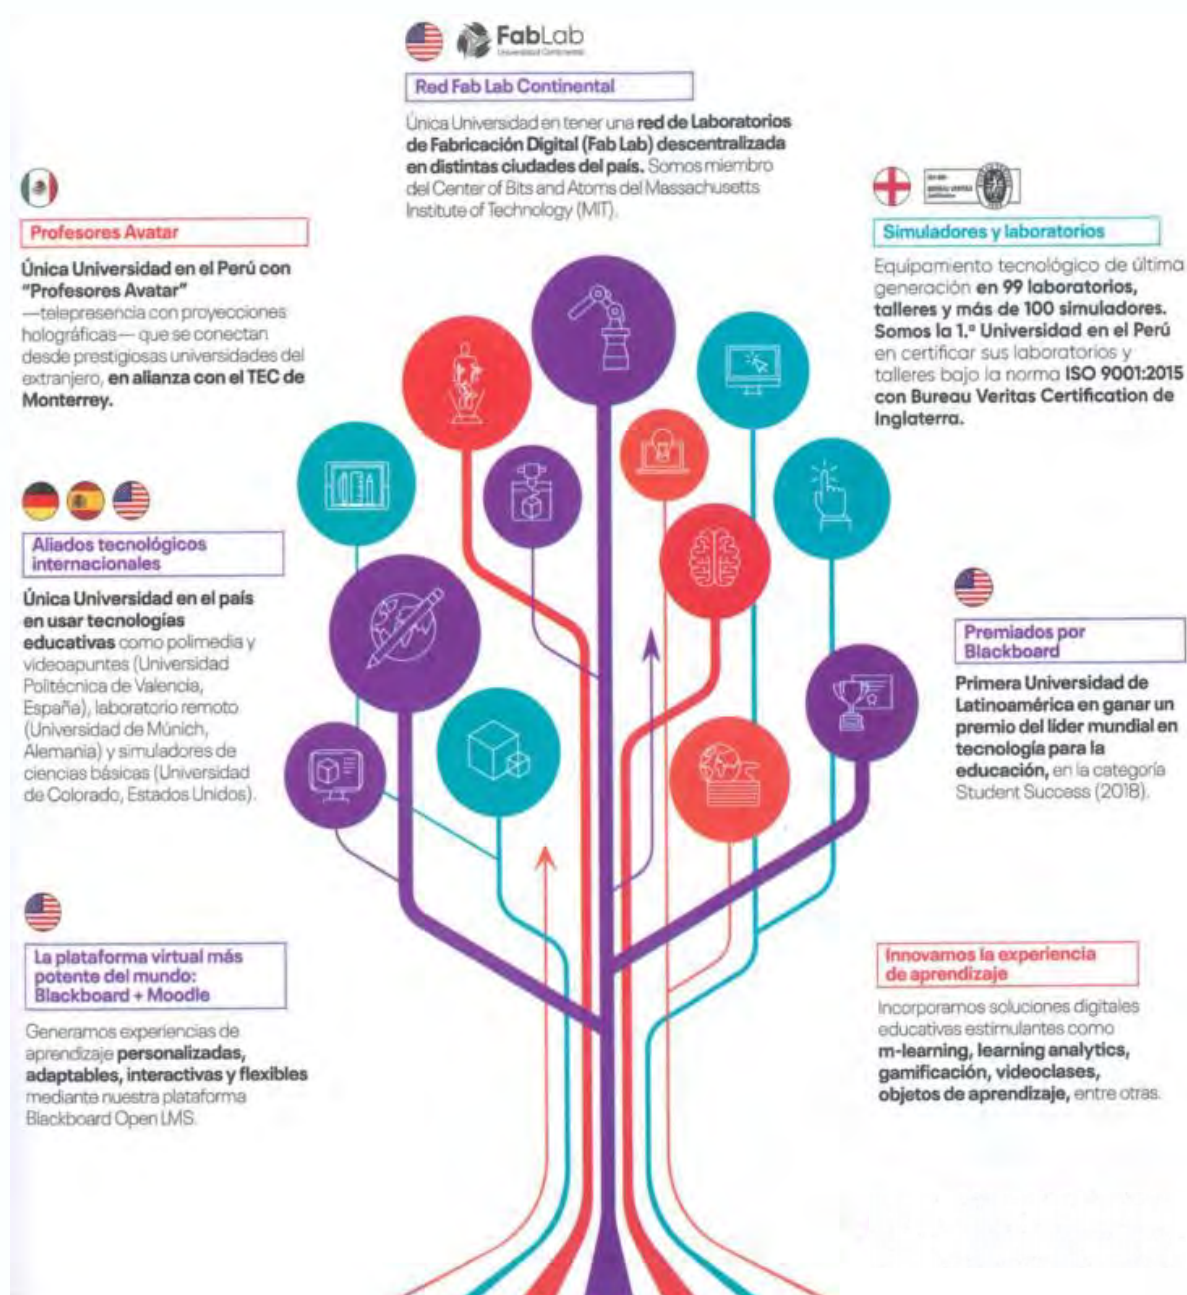 FabLab
Universidad Continental
Red Fab Lab Continental
Única Universidad en tener una red de Laboratorios
de Fabricación Digital (Fab Lab) descentralizada
en distintas ciudades del país. Somos miembro
del Center of Bits and Atoms del Massachusetts
Institute of Technology (MIT).
Profesores Avatar
Única Universidad en el Perú con
"Profesores Avatar"
—telepresencia con proyecciones
holográficas— que se conectan
desde prestigiosas universidades del
extranjero, en alianza con el TEC de
Monterrey.
BUREAU VERITAS
Certification
Simuladores y laboratorios
Equipamiento tecnológico de última
generación en 99 laboratorios,
talleres y más de 100 simuladores.
Somos la 1.ª Universidad en el Perú
en certificar sus laboratorios y
talleres bajo la norma ISO 9001:2015
con Bureau Veritas Certification de
Inglaterra.
Aliados tecnológicos
internacionales
Única Universidad en el país
en usar tecnologías
educativas como polimedia y
videoapuntes (Universidad
Politécnica de Valencia,
España), laboratorio remoto
(Universidad de Múnich,
Alemania) y simuladores de
ciencias básicas (Universidad
de Colorado, Estados Unidos).
Premiados por
Blackboard
Primera Universidad de
Latinoamérica en ganar un
premio del líder mundial en
tecnología para la
educación, en la categoría
Student Success (2018).
La plataforma virtual más
potente del mundo:
Blackboard + Moodle
Generamos experiencias de
aprendizaje personalizadas,
adaptables, interactivas y flexibles
mediante nuestra plataforma
Blackboard Open LMS.
Innovamos la experiencia
de aprendizaje
Incorporamos soluciones digitales
educativas estimulantes como
m-learning, learning analytics,
gamificación, videoclases,
objetos de aprendizaje, entre otras.